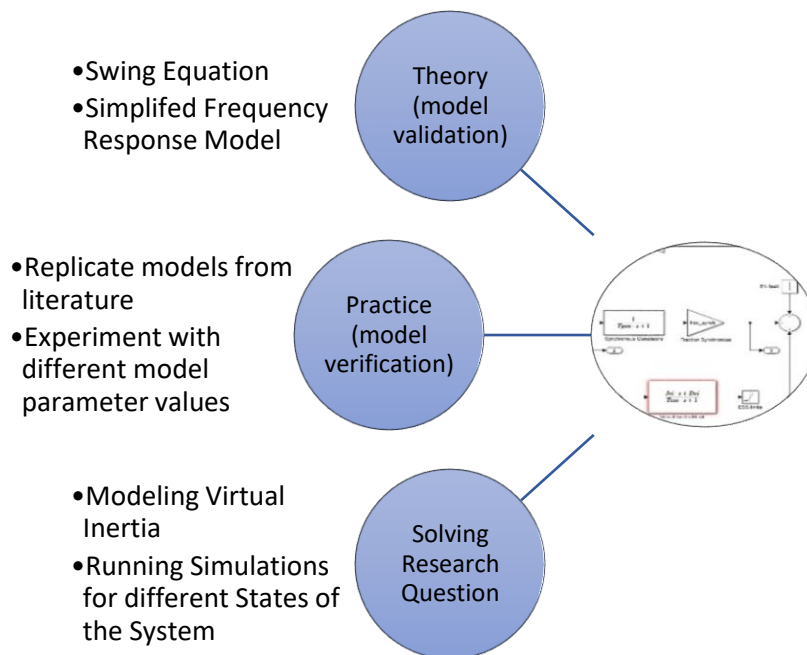 •Swing Equation
•Simplifed Frequency
Response Model
Theory
(model
validation)
•Replicate models from
literature
•Experiment with
different model
parameter values
Practice
(model
verification)
•Modeling Virtual
Inertia
•Running Simulations
for different States of
the System
Solving
Research
Question